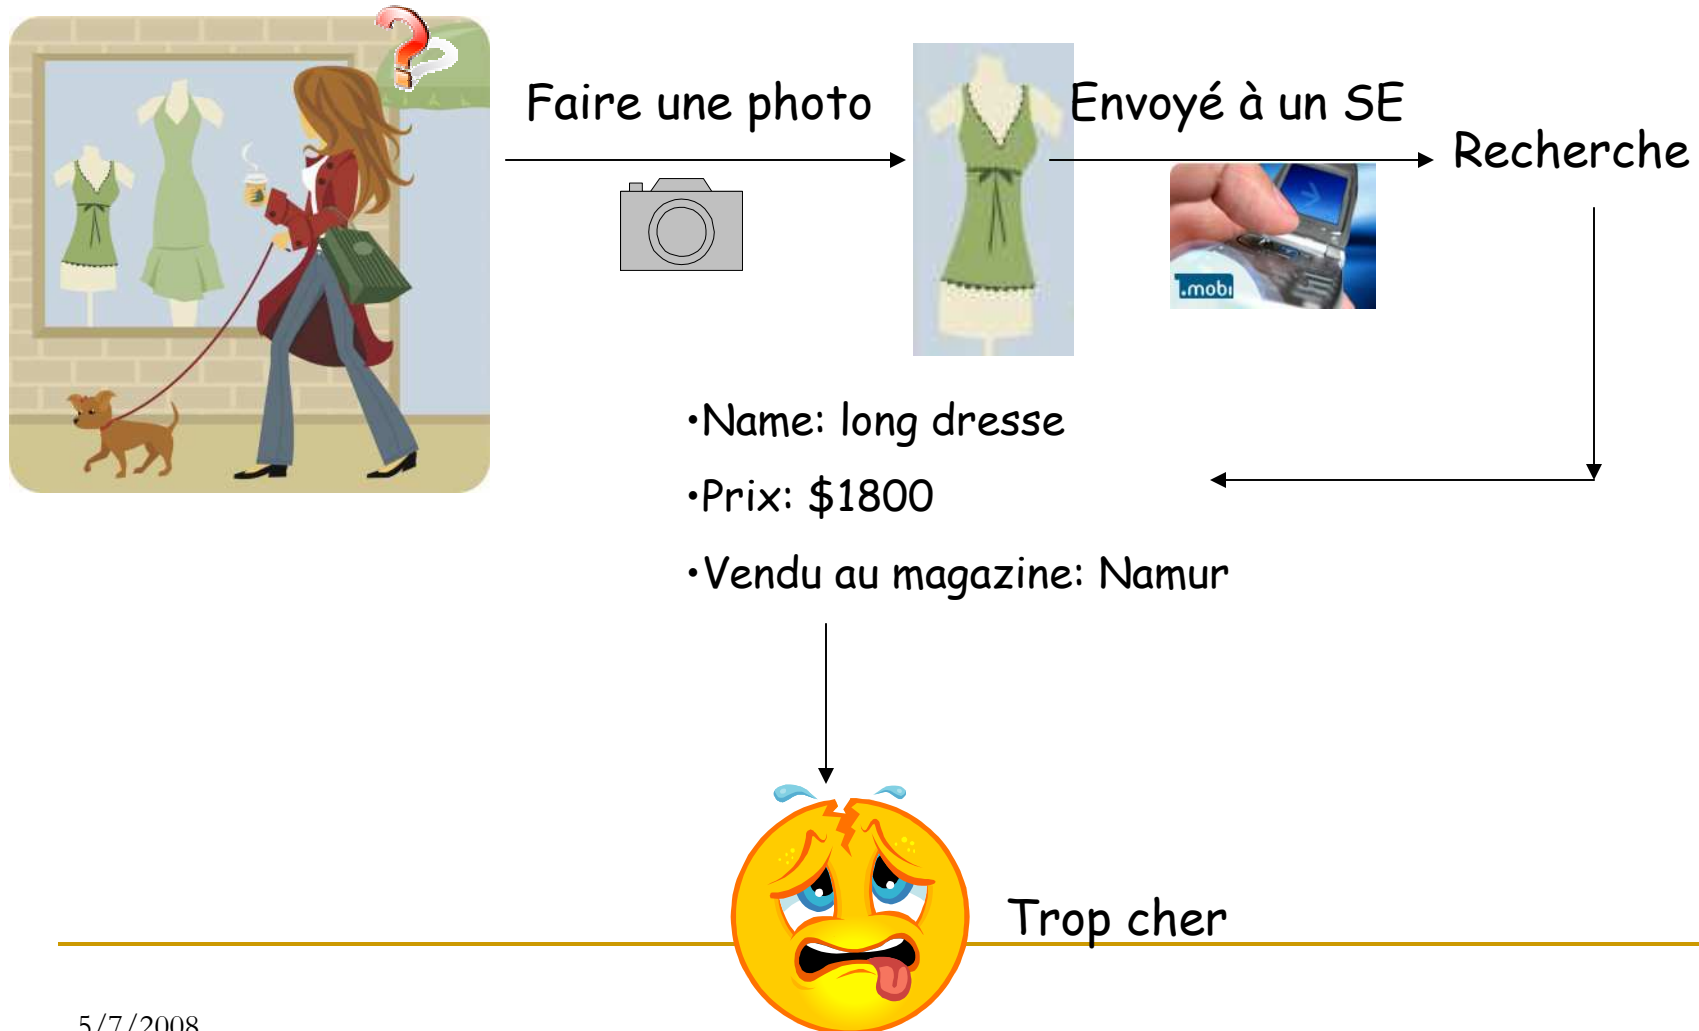 Faire une photo
Envoyé à un SE
Recherche
.mobi
•Name: long dresse
•Prix: $1800
•Vendu au magazine: Namur
Trop cher
5/7/2008